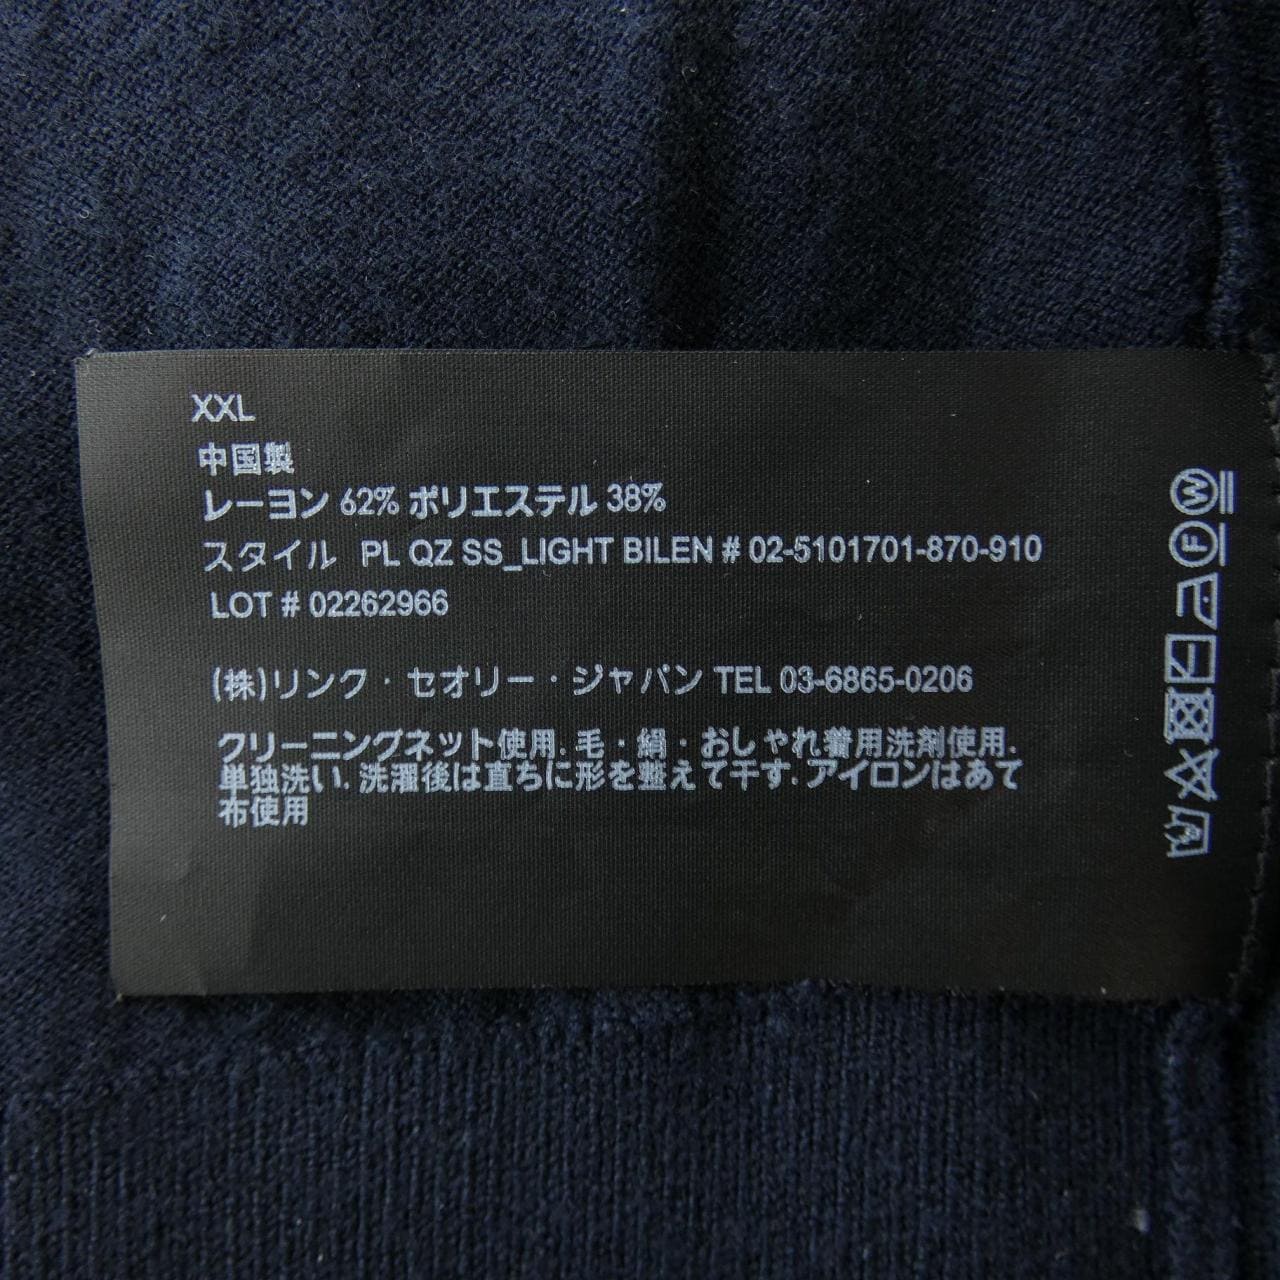 XXL
中国製
レーヨン 62% ポリエステル 38%
スタイル PL QZ SS_LIGHT BILEN # 02-5101701-870-910
LOT # 02262966
(株)リンク・セオリー・ジャパン TEL 03-6865-0206
クリーニングネット使用. 毛・絹・おしゃれ着用洗剤使用.
単独洗い. 洗濯後は直ちに形を整えて干す. アイロンはあて
布使用
W
F